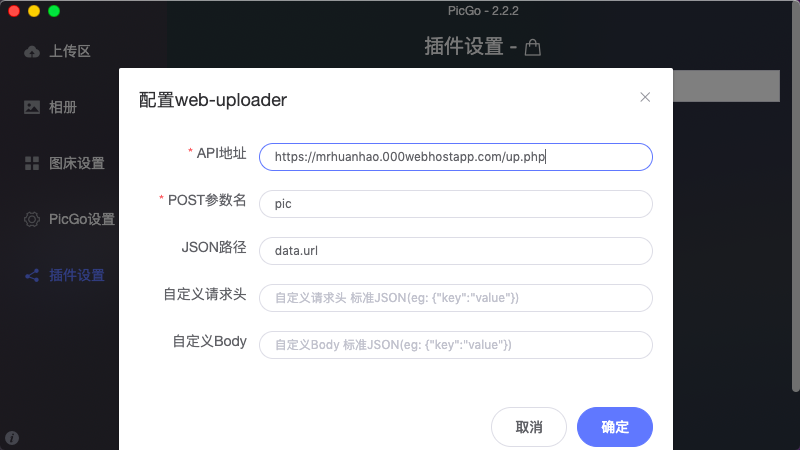 PicGo - 2.2.2
上传区
相册
图床设置
PicGo设置
插件设置
插件设置 -
配置web-uploader
* API地址
https://mrhuanhao.000webhostapp.com/up.php
* POST参数名
pic
JSON路径
data.url
自定义请求头
自定义请求头 标准JSON(eg: {"key":"value"})
自定义Body
自定义Body 标准JSON(eg: {"key":"value"})
取消
确定